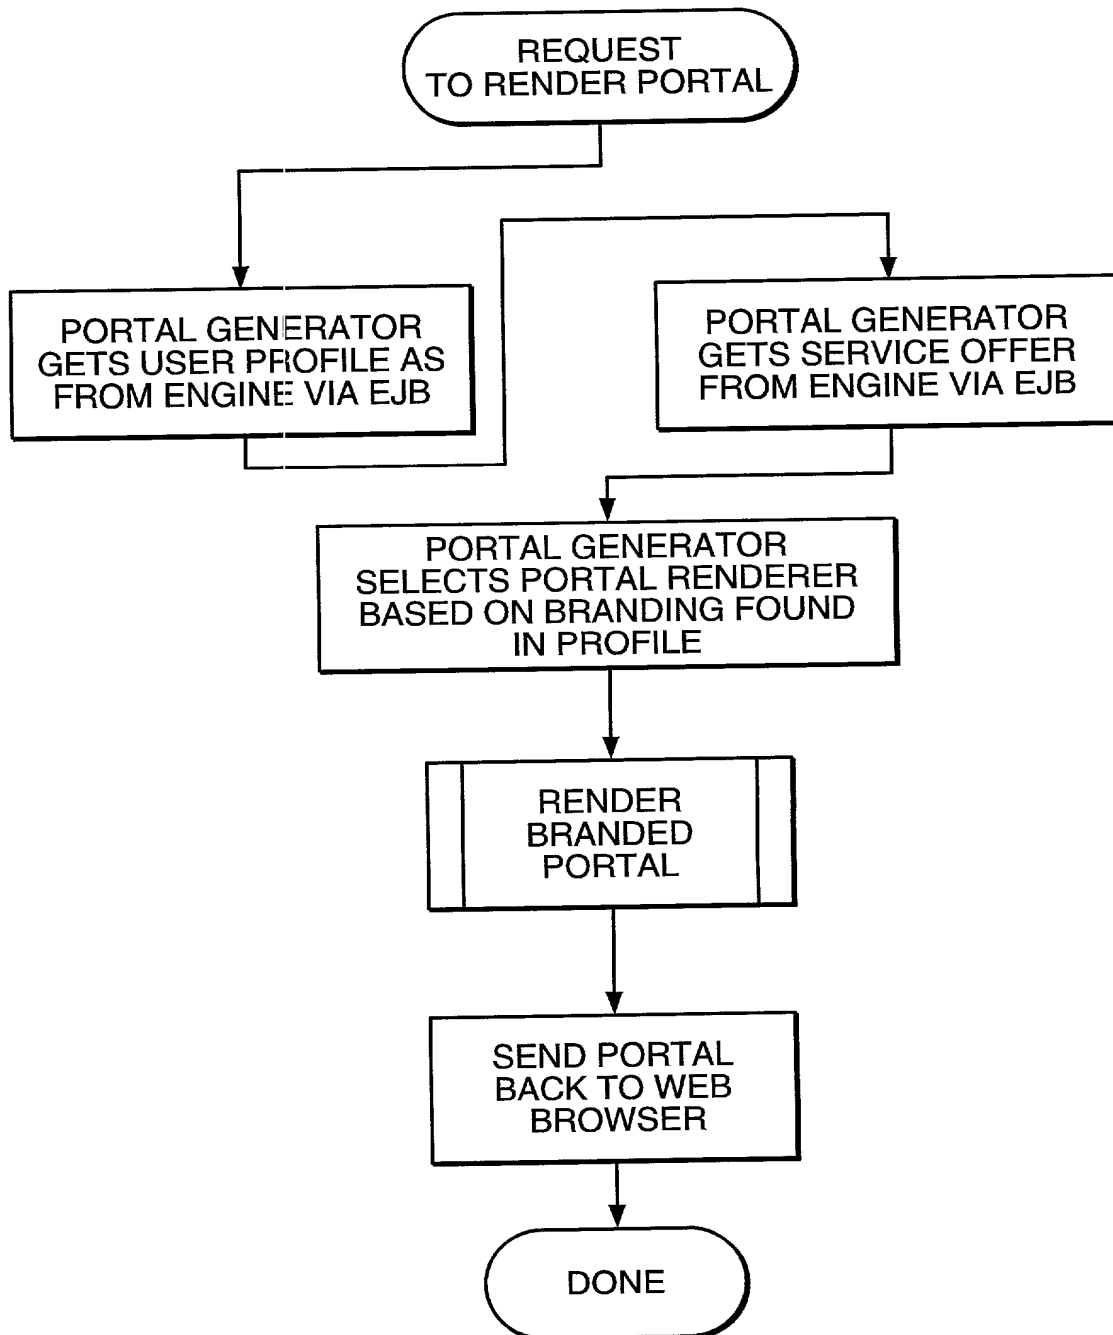 REQUEST
TO RENDER PORTAL
PORTAL GENERATOR
GETS USER PROFILE AS
FROM ENGINE VIA EJB
PORTAL GENERATOR
GETS SERVICE OFFER
FROM ENGINE VIA EJB
PORTAL GENERATOR
SELECTS PORTAL RENDERER
BASED ON BRANDING FOUND
IN PROFILE
RENDER
BRANDED
PORTAL
SEND PORTAL
BACK TO WEB
BROWSER
DONE